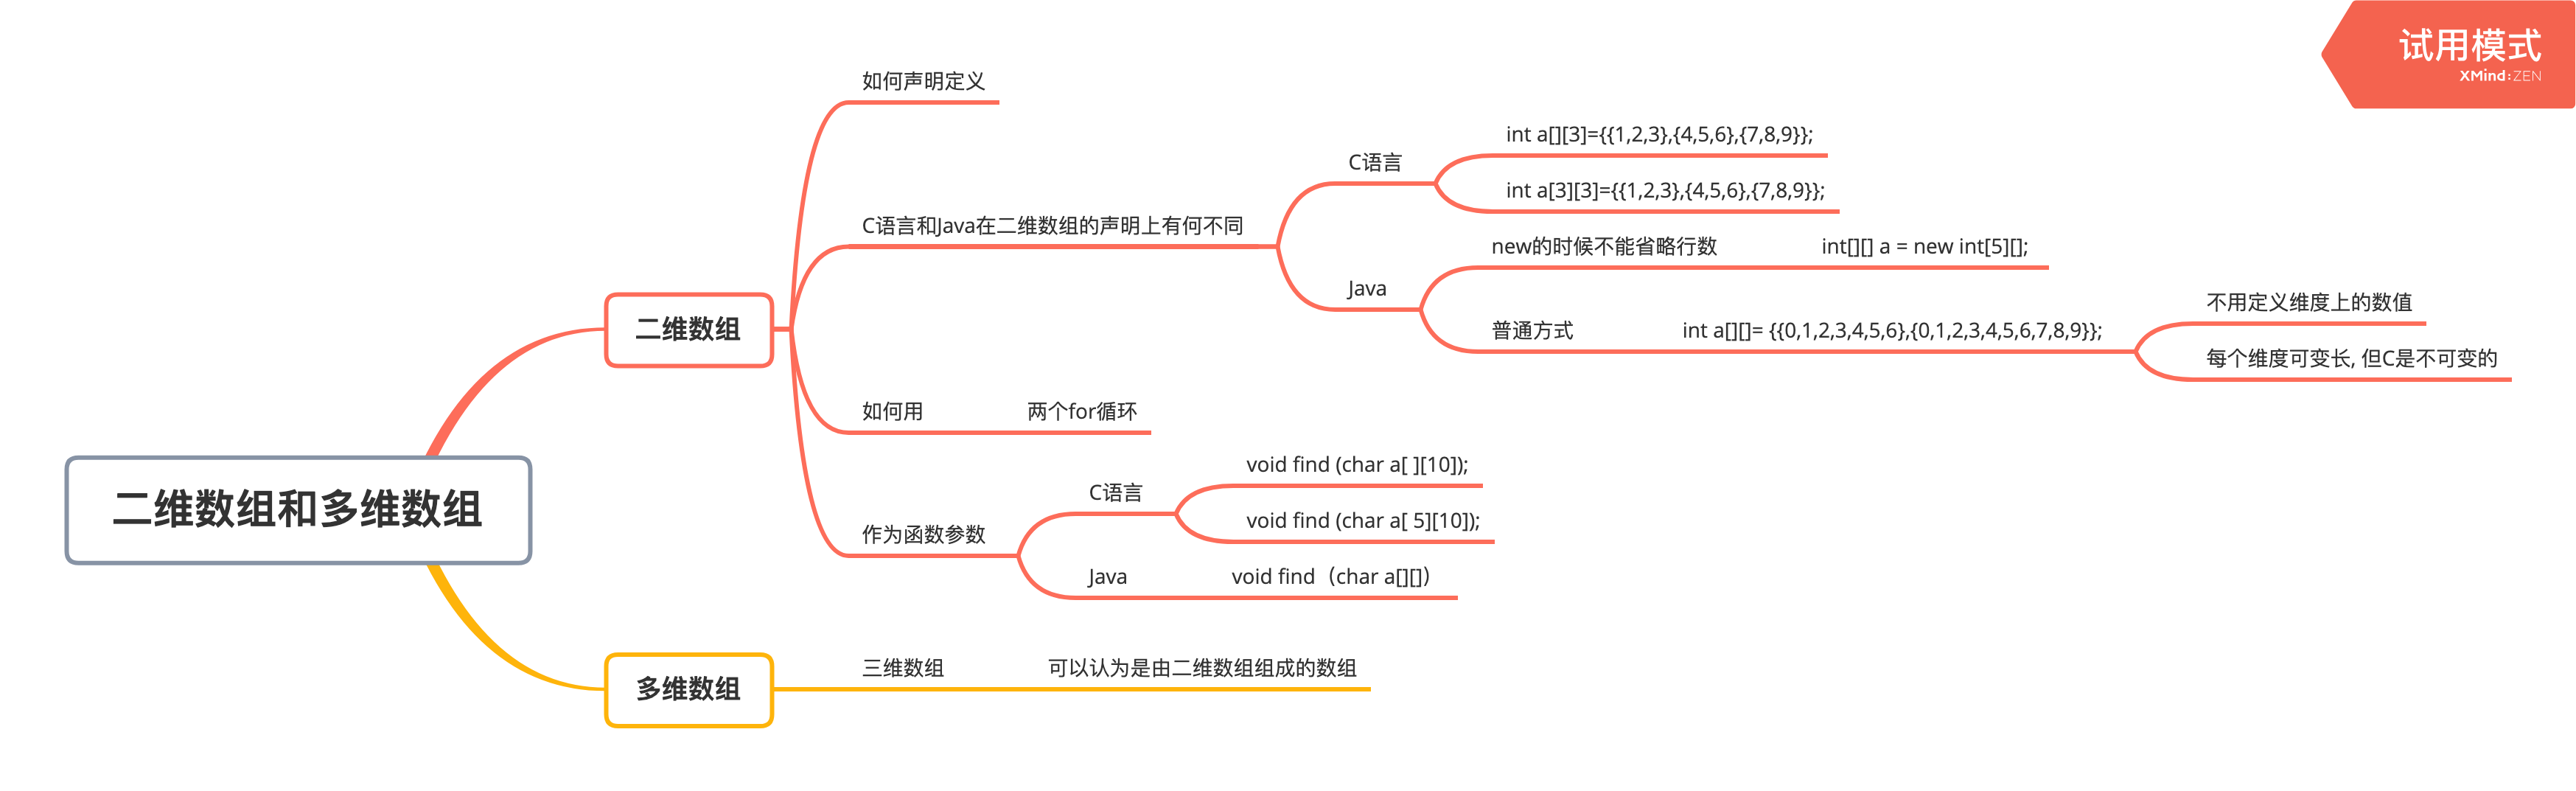 试用模式
XMind:ZEN
二维数组和多维数组
二维数组
如何声明定义
C语言和Java在二维数组的声明上有何不同
C语言
int a[][3]={{1,2,3},{4,5,6},{7,8,9}};
int a[3][3]={{1,2,3},{4,5,6},{7,8,9}};
Java
new的时候不能省略行数
int[][] a = new int[5][];
普通方式
int a[][]= {{0,1,2,3,4,5,6},{0,1,2,3,4,5,6,7,8,9}};
不用定义维度上的数值
每个维度可变长, 但C是不可变的
如何用
两个for循环
作为函数参数
C语言
void find (char a[ ][10]);
void find (char a[ 5][10]);
Java
void find（char a[][]）
多维数组
三维数组
可以认为是由二维数组组成的数组